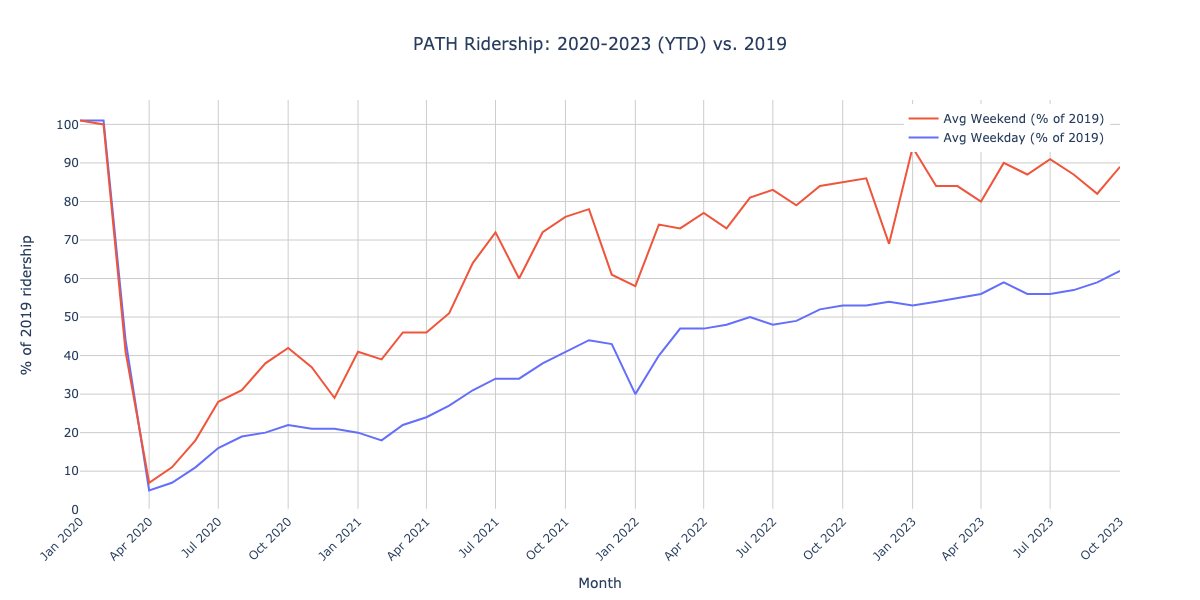 PATH Ridership: 2020-2023 (YTD) vs. 2019
Avg Weekend (% of 2019)
Avg Weekday (% of 2019)
% of 2019 ridership
100
90
80
70
60
50
40
30
20
10
0
Jan 2020
Apr 2020
Jul 2020
Oct 2020
Jan 2021
Apr 2021
Jul 2021
Oct 2021
Jan 2022
Apr 2022
Jul 2022
Oct 2022
Jan 2023
Apr 2023
Jul 2023
Oct 2023
Month